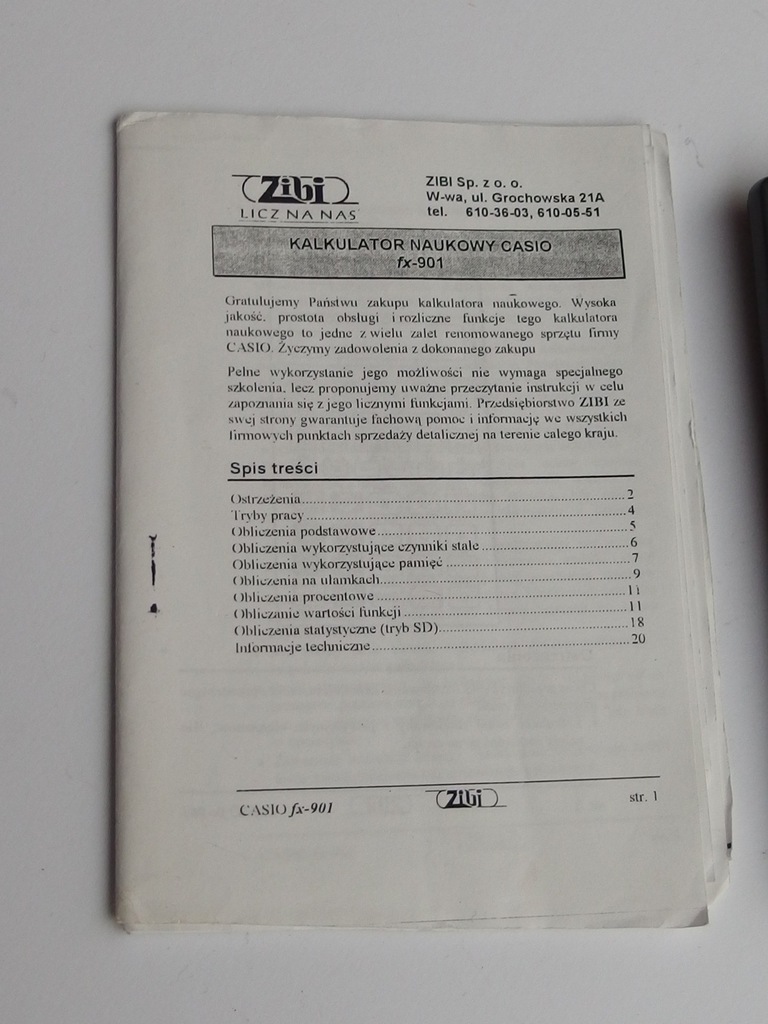 Zibi
LICZ NA NAS
ZIBI Sp. z o. o.
W-wa, ul. Grochowska 21A
tel. 610-36-03, 610-05-51
KALKULATOR NAUKOWY CASIO
fx-901
Gratulujemy Państwu zakupu kalkulatora naukowego. Wysoka
jakość, prostota obsługi i rozliczne funkcje tego kalkulatora
naukowego to jedne z wielu zalet renomowanego sprzętu firmy
CASIO. Życzymy zadowolenia z dokonanego zakupu
Pełne wykorzystanie jego możliwości nie wymaga specjalnego
szkolenia, lecz proponujemy uważne przeczytanie instrukcji w celu
zapoznania się z jego licznymi funkcjami. Przedsiębiorstwo ZIBI ze
swej strony gwarantuje fachową pomoc i informację we wszystkich
firmowych punktach sprzedaży detalicznej na terenie całego kraju.
Spis treści
Ostrzeżenia.....2
Tryby pracy.....4
Obliczenia podstawowe.....5
Obliczenia wykorzystujące czynniki stałe.....6
Obliczenia wykorzystujące pamięć.....7
Obliczenia na ułamkach.....9
Obliczenia procentowe.....11
Obliczanie wartości funkcji.....11
Obliczenia statystyczne (tryb SD).....18
Informacje techniczne.....20
CASIO fx-901
Zibi
str. 1